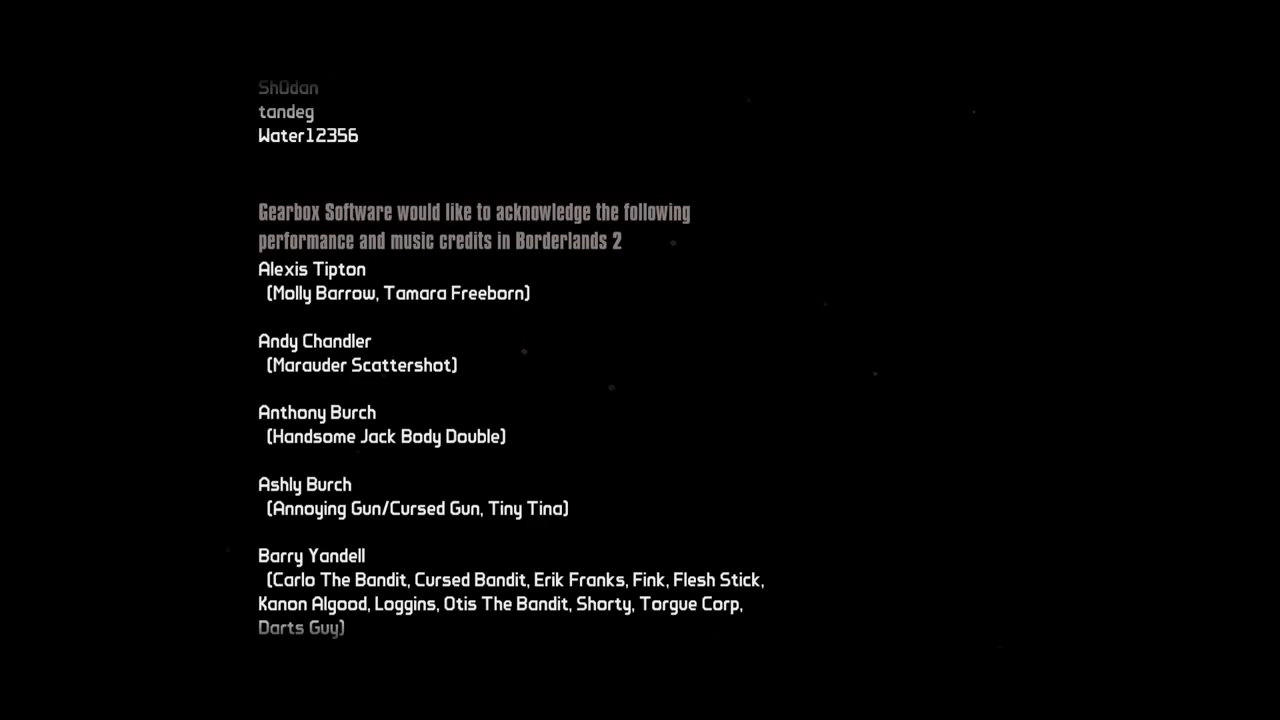 Sh0dan
tandeg
Water12356
Gearbox Software would like to acknowledge the following
performance and music credits in Borderlands 2
Alexis Tipton
(Molly Barrow, Tamara Freeborn)
Andy Chandler
(Marauder Scattershot)
Anthony Burch
(Handsome Jack Body Double)
Ashly Burch
(Annoying Gun/Cursed Gun, Tiny Tina)
Barry Yandell
(Carlo The Bandit, Cursed Bandit, Erik Franks, Fink, Flesh Stick,
Kanon Algood, Loggins, Otis The Bandit, Shorty, Torgue Corp,
Darts Guy)